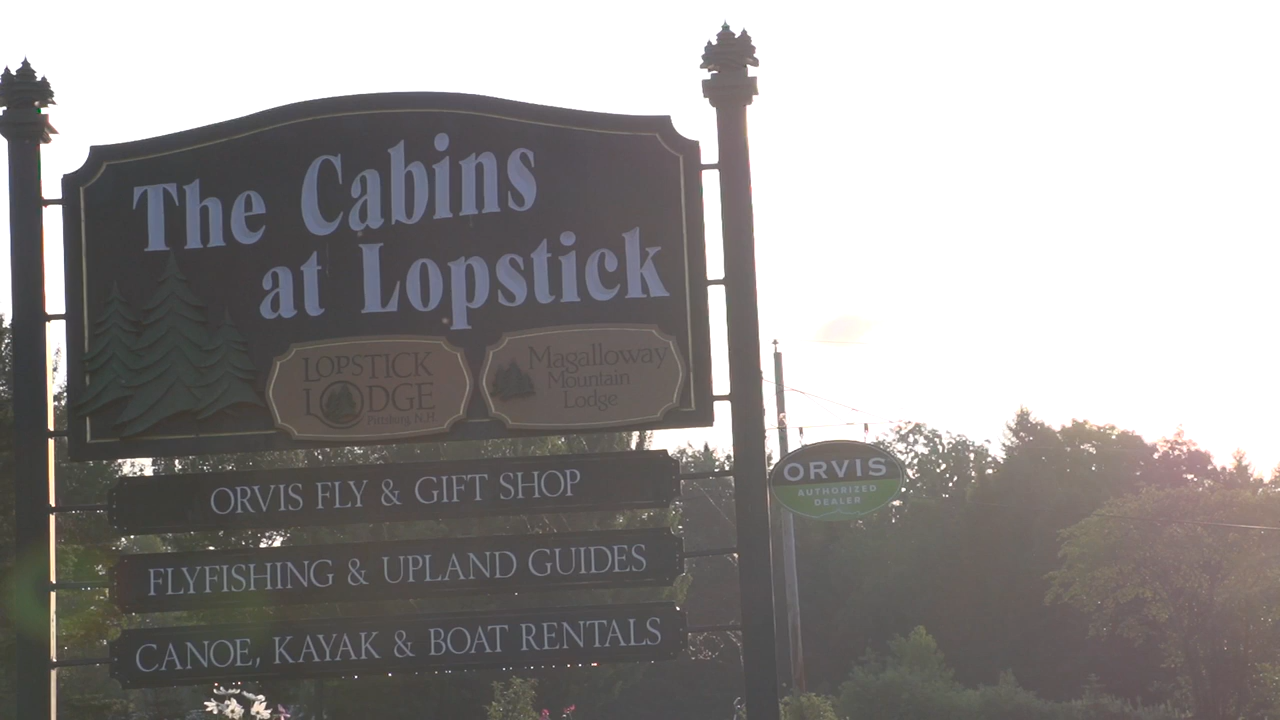 The Cabins
at Lopstick
LOPSTICK
LODGE
Pittsburg, N.H
Magalloway
Mountain
Lodge
ORVIS FLY & GIFT SHOP
FLYFISHING & UPLAND GUIDES
CANOE, KAYAK & BOAT RENTALS
ORVIS
AUTHORIZED
DEALER